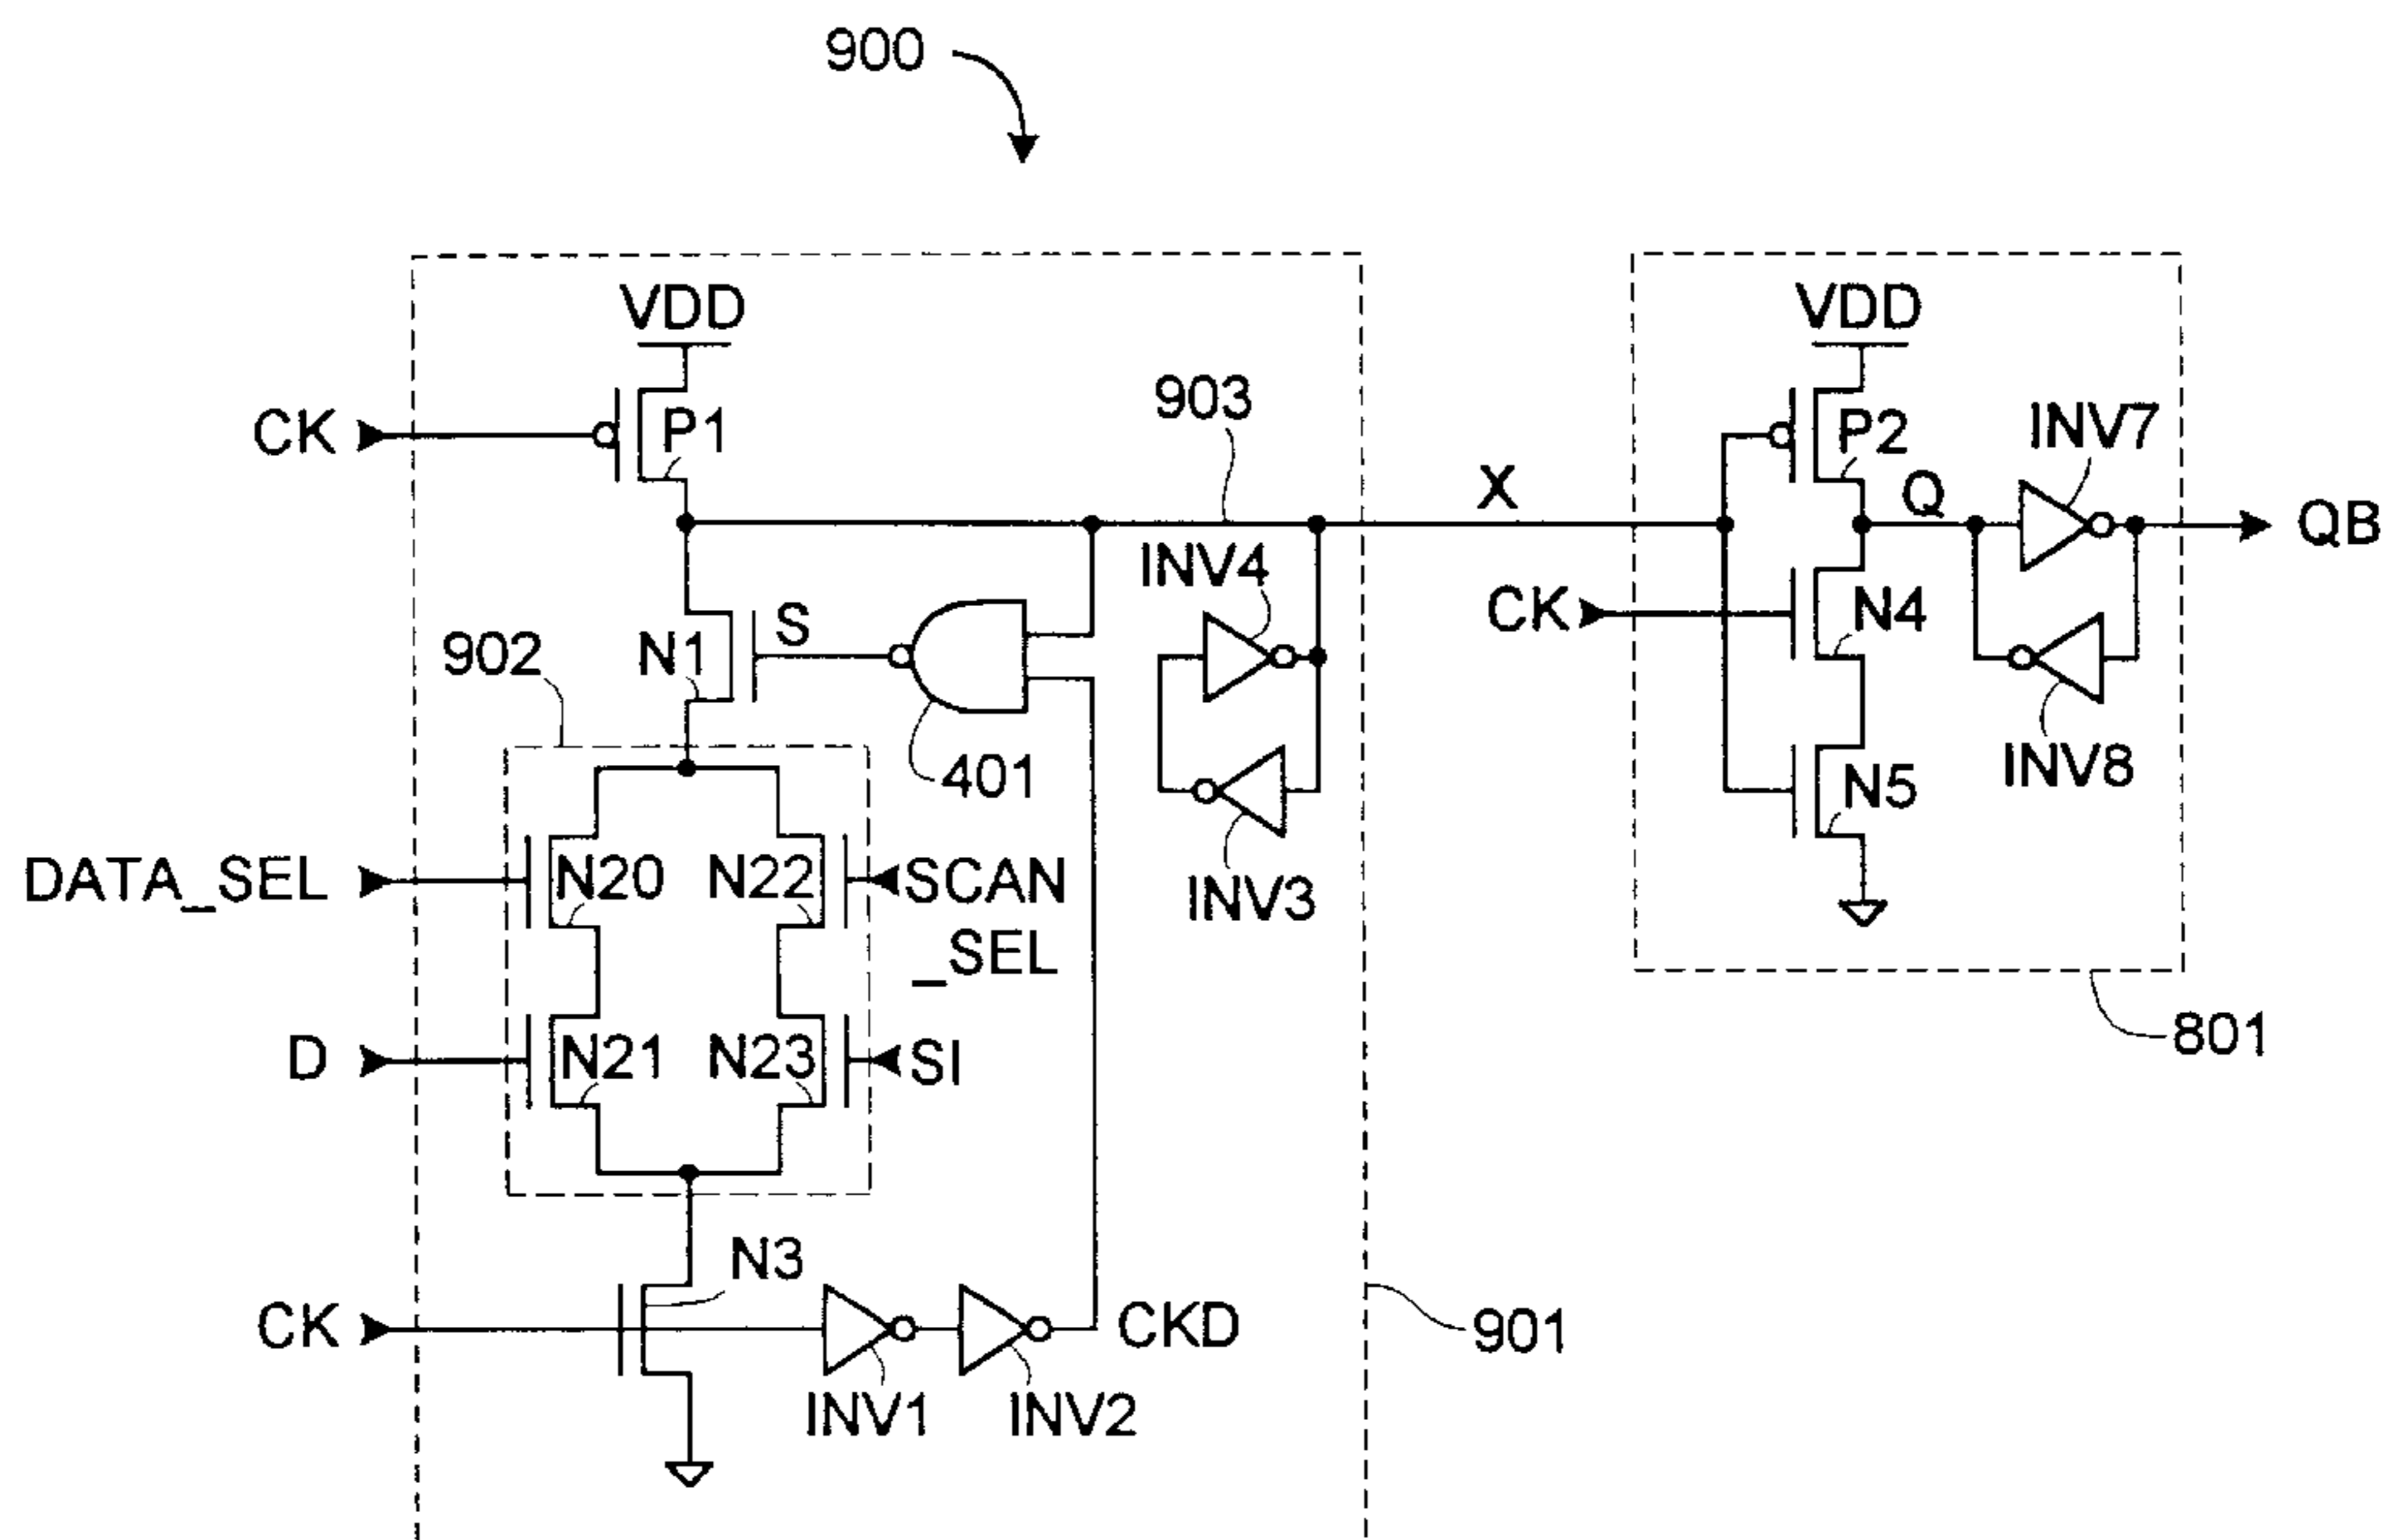 900
VDD
VDD
CK
P1
903
P2
INV7
X
Q
QB
INV4
CK
N4
902
N1
S
401
INV8
N5
DATA_SEL
N20
N22
SCAN
_SEL
INV3
D
N21
N23
SI
801
N3
CK
CKD
901
INV1
INV2